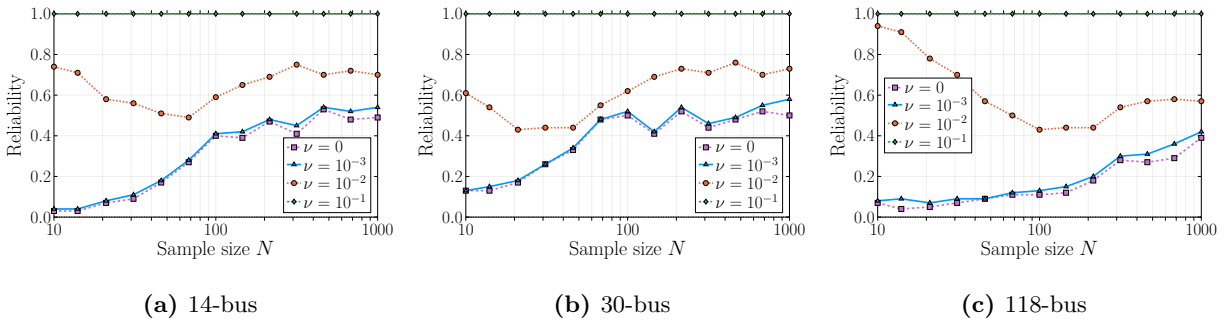 1.0
0.8
0.6
0.4
0.2
0.0
Reliability
10
100
1000
Sample size N
ν = 0
ν = 10⁻³
ν = 10⁻²
ν = 10⁻¹
(a) 14-bus
1.0
0.8
0.6
0.4
0.2
0.0
Reliability
10
100
1000
Sample size N
ν = 0
ν = 10⁻³
ν = 10⁻²
ν = 10⁻¹
(b) 30-bus
1.0
0.8
0.6
0.4
0.2
0.0
Reliability
10
100
1000
Sample size N
ν = 0
ν = 10⁻³
ν = 10⁻²
ν = 10⁻¹
(c) 118-bus